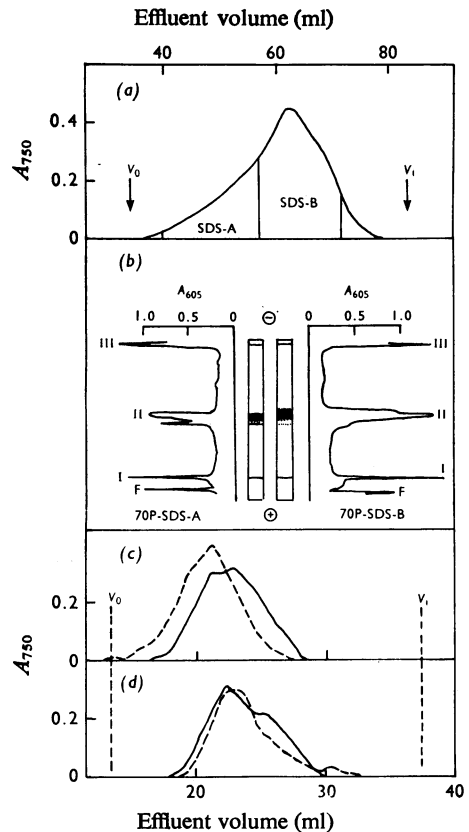 Effluent volume (ml)
40 60 80
(a)
0.4
0.2
0
A750
V0
Vt
SDS-A
SDS-B
(b)
A605
A605
1.0 0.5 0
⊖
0 0.5 1.0
III
III
II
II
I
I
F
F
70P-SDS-A
⊕
70P-SDS-B
(c)
V0
Vt
0.2
0
A750
(d)
0.2
0
20 30 40
Effluent volume (ml)